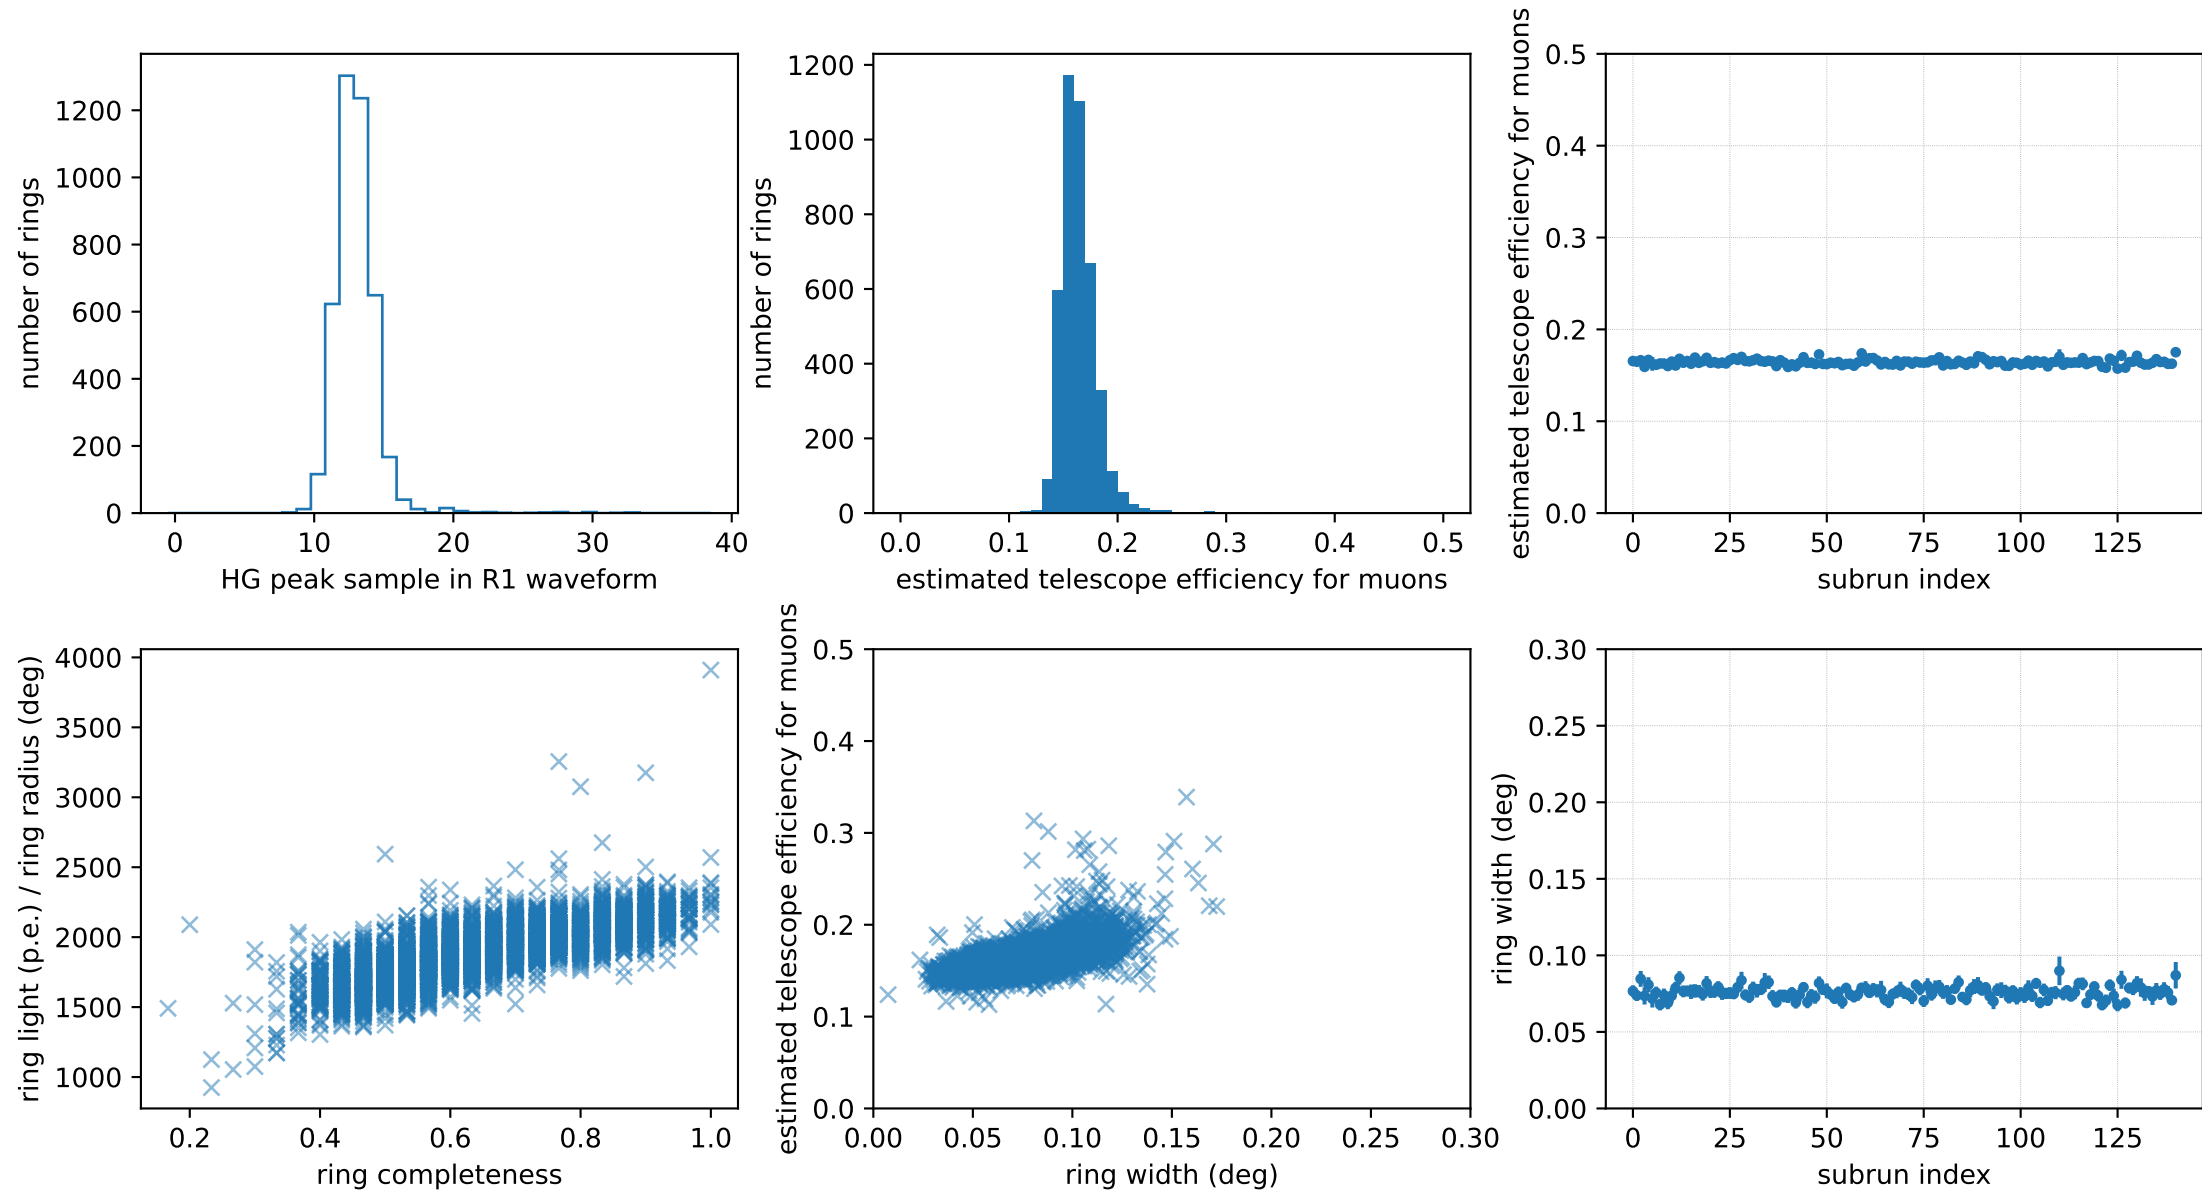 number of rings
1200
1000
800
600
400
200
0
0 10 20 30 40
HG peak sample in R1 waveform
number of rings
1200
1000
800
600
400
200
0
0.0 0.1 0.2 0.3 0.4 0.5
estimated telescope efficiency for muons
estimated telescope efficiency for muons
0.5
0.4
0.3
0.2
0.1
0.0
0 25 50 75 100 125
subrun index
ring light (p.e.) / ring radius (deg)
4000
3500
3000
2500
2000
1500
1000
0.2 0.4 0.6 0.8 1.0
ring completeness
estimated telescope efficiency for muons
0.5
0.4
0.3
0.2
0.1
0.0
0.00 0.05 0.10 0.15 0.20 0.25 0.30
ring width (deg)
ring width (deg)
0.30
0.25
0.20
0.15
0.10
0.05
0.00
0 25 50 75 100 125
subrun index